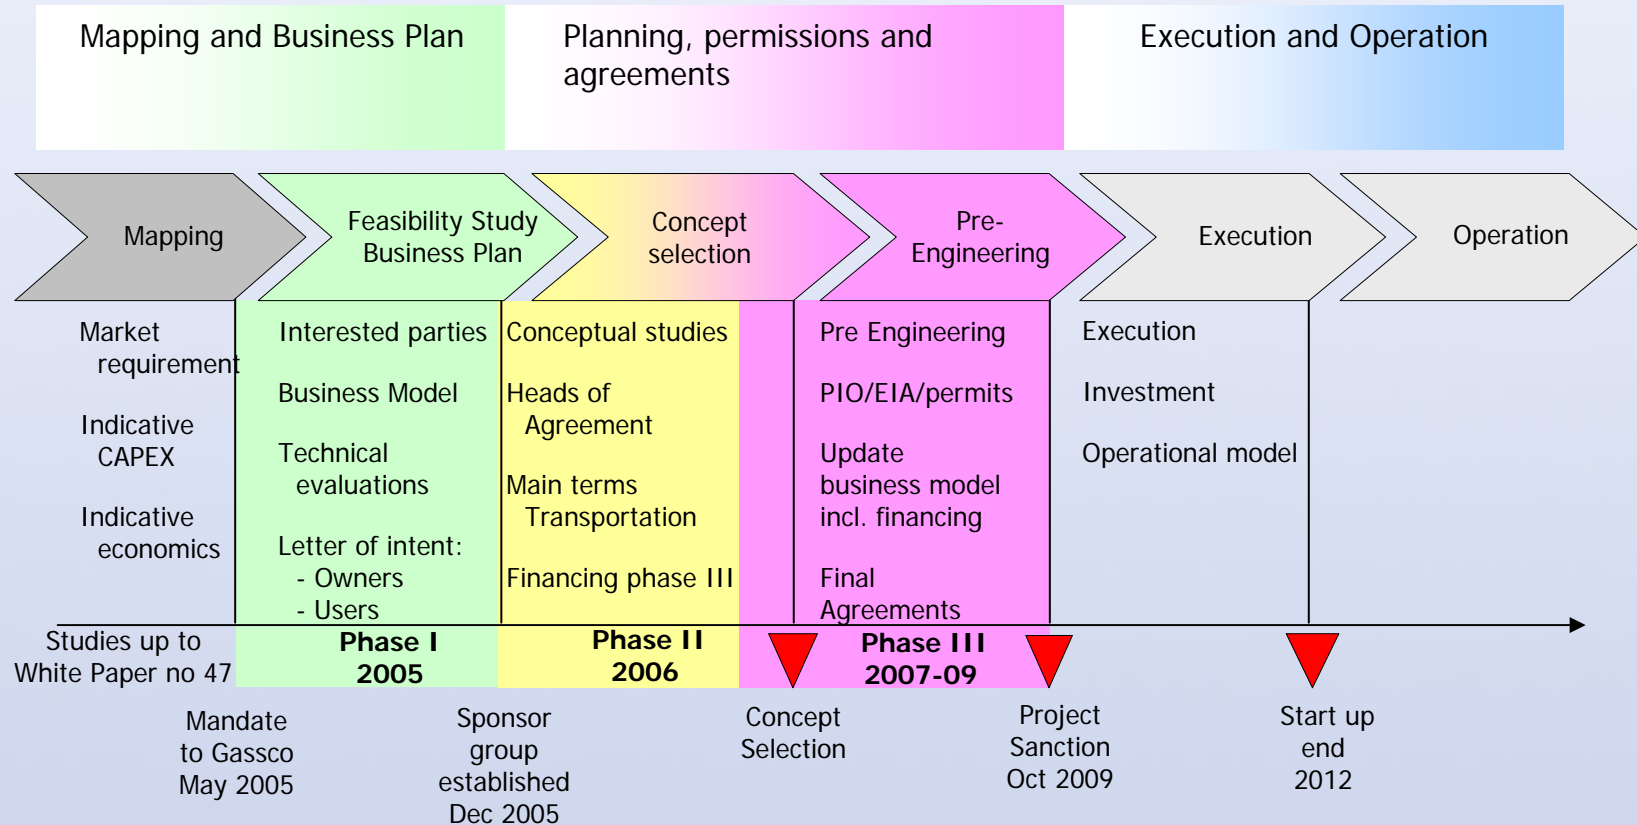 Mapping and Business Plan
Planning, permissions and
agreements
Execution and Operation
Mapping
Feasibility Study
Business Plan
Concept
selection
Pre-
Engineering
Execution
Operation
Market
requirement
Indicative
CAPEX
Indicative
economics
Interested parties
Business Model
Technical
evaluations
Letter of intent:
- Owners
- Users
Conceptual studies
Heads of
Agreement
Main terms
Transportation
Financing phase III
Pre Engineering
PIO/EIA/permits
Update
business model
incl. financing
Final
Agreements
Execution
Investment
Operational model
Studies up to
White Paper no 47
Phase I
2005
Phase II
2006
Phase III
2007-09
Mandate
to Gassco
May 2005
Sponsor
group
established
Dec 2005
Concept
Selection
Project
Sanction
Oct 2009
Start up
end
2012